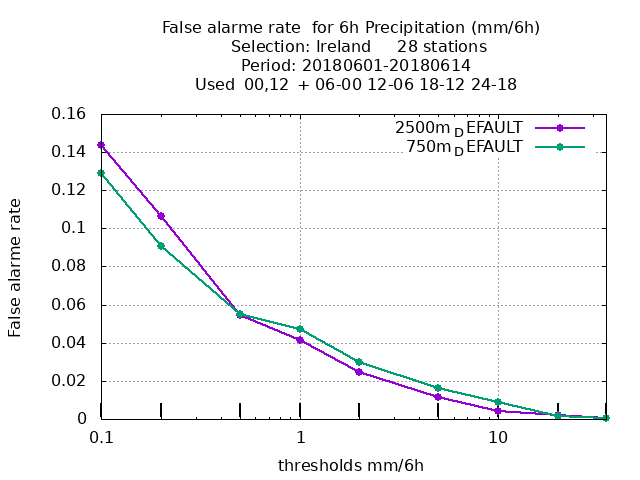 False alarme rate  for 6h Precipitation (mm/6h)
Selection: Ireland     28 stations
Period: 20180601-20180614
Used  00,12  + 06-00 12-06 18-12 24-18
0.16
2500mDEFAULT
750mDEFAULT
0.14
0.12
0.1
0.08
0.06
0.04
0.02
0
False alarme rate
0.1
1
10
thresholds mm/6h